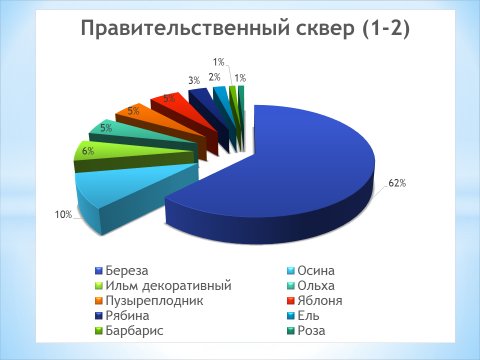 Правительственный сквер (1-2)
1%
3%
2%
1%
5%
5%
5%
6%
10%
62%
Береза
Осина
Ильм декоративный
Ольха
Пузыреплодник
Яблоня
Рябина
Ель
Барбарис
Роза